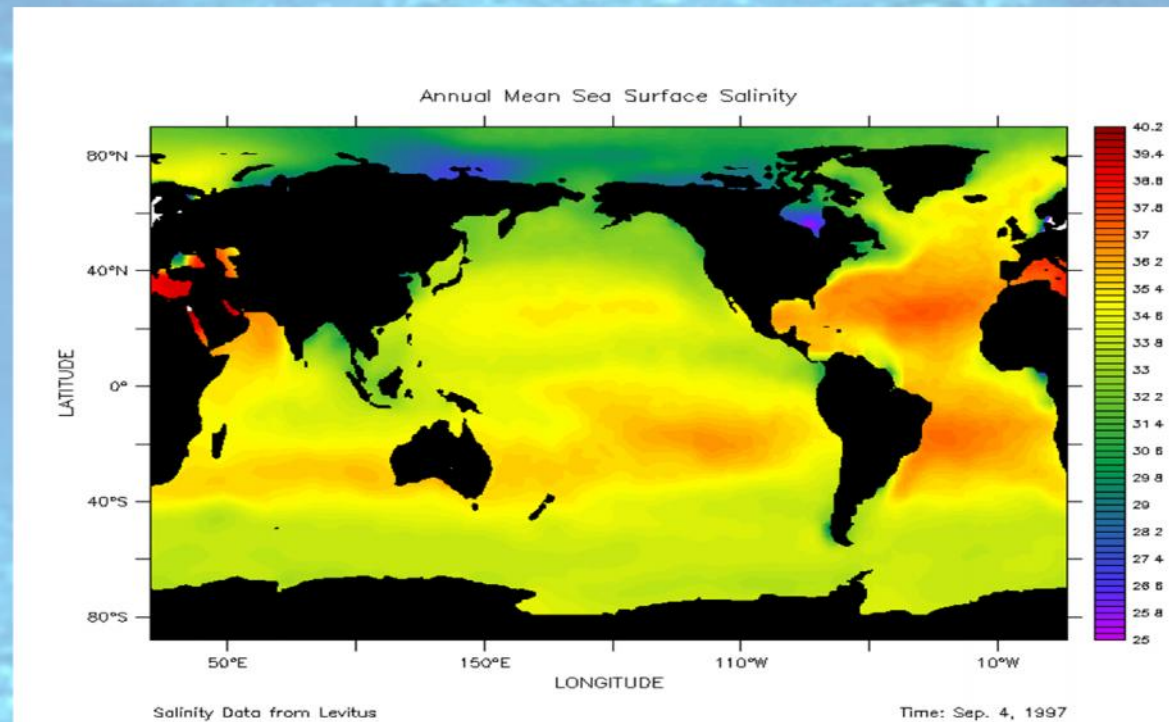 Annual Mean Sea Surface Salinity
80°N
40°N
0°
40°S
80°S
LATITUDE
50°E 150°E 110°W 10°W
LONGITUDE
40.2
39.4
38.8
37.8
36.2
35.4
34.6
33.8
33
32.2
31.4
30.6
29.8
29
28.2
27.4
26.6
25.8
25
Salinity Data from Levitus
Time: Sep. 4, 1997